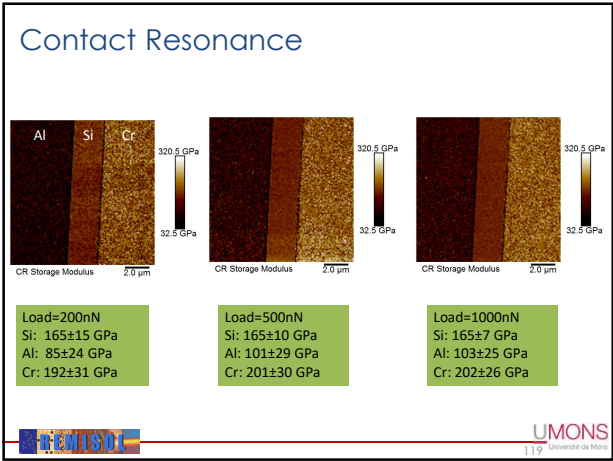 Contact Resonance
Al Si Cr
320.5 GPa
32.5 GPa
CR Storage Modulus 2.0 µm
320.5 GPa
32.5 GPa
CR Storage Modulus 2.0 µm
320.5 GPa
32.5 GPa
CR Storage Modulus 2.0 µm
Load=200nN
Si: 165±15 GPa
Al: 85±24 GPa
Cr: 192±31 GPa
Load=500nN
Si: 165±10 GPa
Al: 101±29 GPa
Cr: 201±30 GPa
Load=1000nN
Si: 165±7 GPa
Al: 103±25 GPa
Cr: 202±26 GPa
REMISOL
UMONS
Université de Mons
119